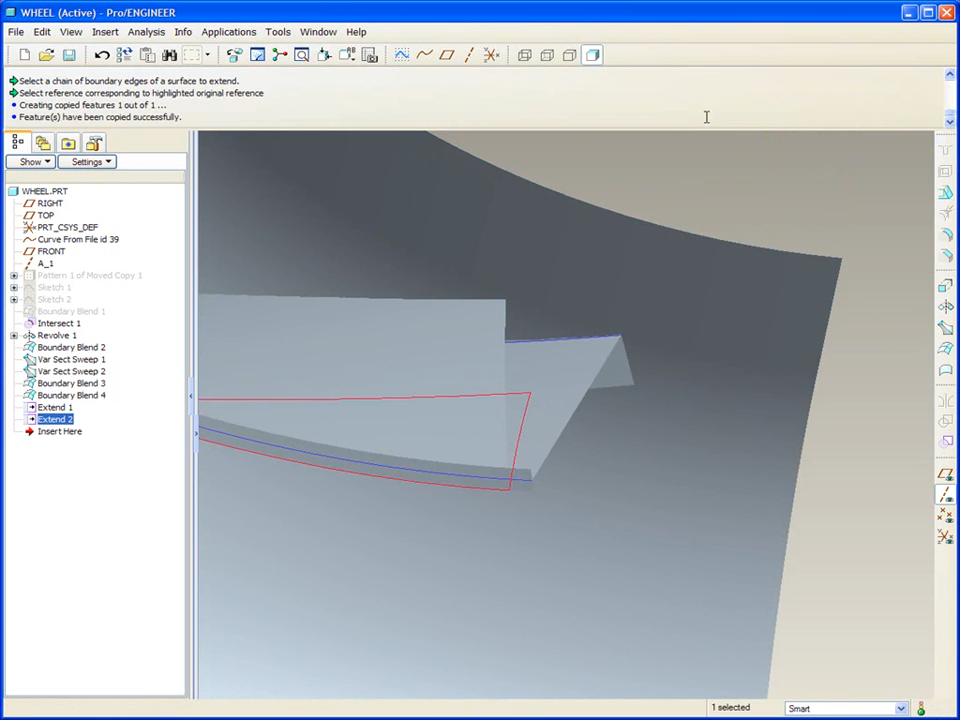 WHEEL (Active) - Pro/ENGINEER
File Edit View Insert Analysis Info Applications Tools Window Help
Select a chain of boundary edges of a surface to extend.
Select reference corresponding to highlighted original reference
Creating copied features 1 out of 1 ...
Feature(s) have been copied successfully.
Show Settings
WHEEL.PRT
RIGHT
TOP
PRT_CSYS_DEF
Curve From File id 39
FRONT
A_1
Pattern 1 of Moved Copy 1
Sketch 1
Sketch 2
Boundary Blend 1
Intersect 1
Revolve 1
Boundary Blend 2
Var Sect Sweep 1
Var Sect Sweep 2
Boundary Blend 3
Boundary Blend 4
Extend 1
Extend 2
Insert Here
1 selected Smart